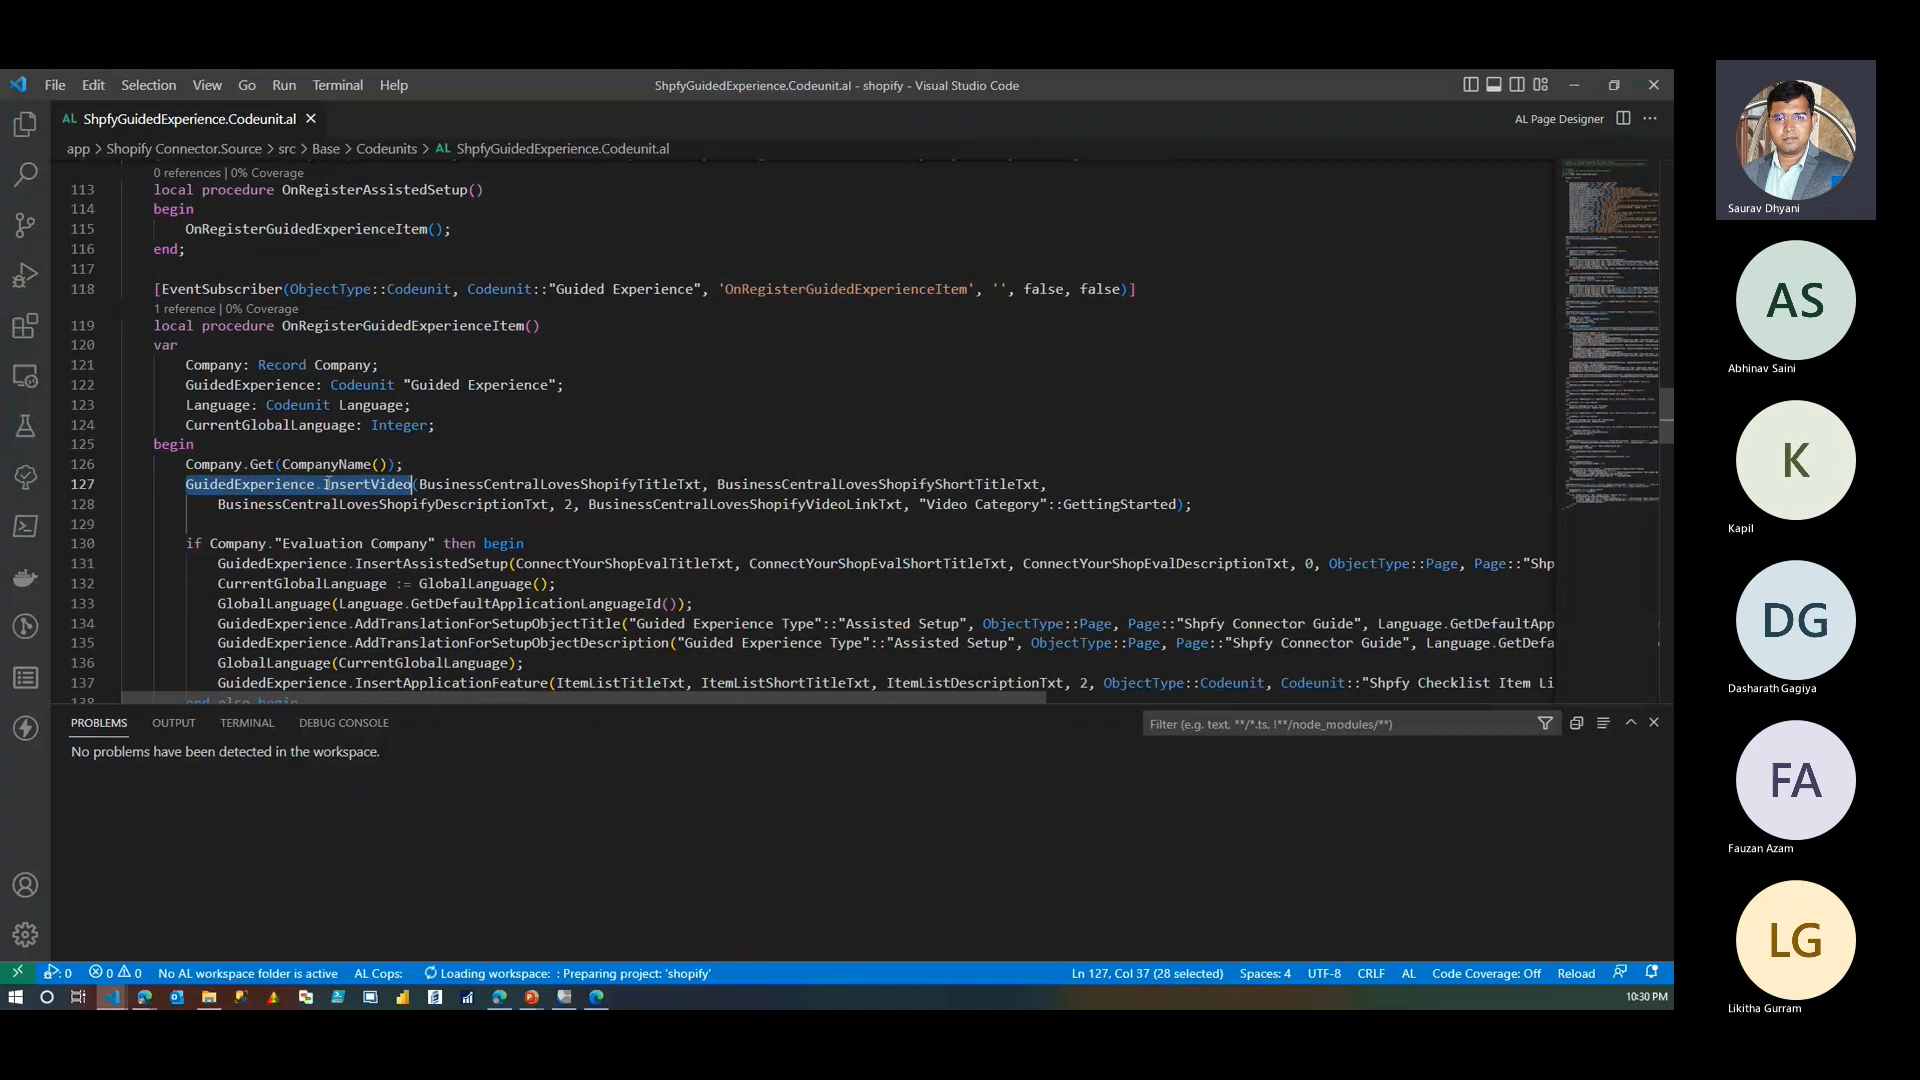 File Edit Selection View Go Run Terminal Help
ShpfyGuidedExperience.Codeunit.al - shopify - Visual Studio Code
AL ShpfyGuidedExperience.Codeunit.al
AL Page Designer
app > Shopify Connector.Source > src > Base > Codeunits > AL ShpfyGuidedExperience.Codeunit.al
0 references | 0% Coverage
113 local procedure OnRegisterAssistedSetup()
114 begin
115 OnRegisterGuidedExperienceItem();
116 end;
117
118 [EventSubscriber(ObjectType::Codeunit, Codeunit::"Guided Experience", 'OnRegisterGuidedExperienceItem', '', false, false)]
1 reference | 0% Coverage
119 local procedure OnRegisterGuidedExperienceItem()
120 var
121 Company: Record Company;
122 GuidedExperience: Codeunit "Guided Experience";
123 Language: Codeunit Language;
124 CurrentGlobalLanguage: Integer;
125 begin
126 Company.Get(CompanyName());
127 GuidedExperience.InsertVideo(BusinessCentralLovesShopifyTitleTxt, BusinessCentralLovesShopifyShortTitleTxt,
128 BusinessCentralLovesShopifyDescriptionTxt, 2, BusinessCentralLovesShopifyVideoLinkTxt, "Video Category"::GettingStarted);
129
130 if Company."Evaluation Company" then begin
131 GuidedExperience.InsertAssistedSetup(ConnectYourShopEvalTitleTxt, ConnectYourShopEvalShortTitleTxt, ConnectYourShopEvalDescriptionTxt, 0, ObjectType::Page, Page::"Shp
132 CurrentGlobalLanguage := GlobalLanguage();
133 GlobalLanguage(Language.GetDefaultApplicationLanguageId());
134 GuidedExperience.AddTranslationForSetupObjectTitle("Guided Experience Type"::"Assisted Setup", ObjectType::Page, Page::"Shpfy Connector Guide", Language.GetDefaultApp
135 GuidedExperience.AddTranslationForSetupObjectDescription("Guided Experience Type"::"Assisted Setup", ObjectType::Page, Page::"Shpfy Connector Guide", Language.GetDefa
136 GlobalLanguage(CurrentGlobalLanguage);
137 GuidedExperience.InsertApplicationFeature(ItemListTitleTxt, ItemListShortTitleTxt, ItemListDescriptionTxt, 2, ObjectType::Codeunit, Codeunit::"Shpfy Checklist Item Li
138 end else begin
PROBLEMS OUTPUT TERMINAL DEBUG CONSOLE
Filter (e.g. text, **/*.ts, !**/node_modules/**)
No problems have been detected in the workspace.
0 0 0 No AL workspace folder is active AL Cops: Loading workspace: : Preparing project: 'shopify'
Ln 127, Col 37 (28 selected) Spaces: 4 UTF-8 CRLF AL Code Coverage: Off Reload
10:30 PM
Saurav Dhyani
AS
Abhinav Saini
K
Kapil
DG
Dasharath Gagiya
FA
Fauzan Azam
LG
Likitha Gurram